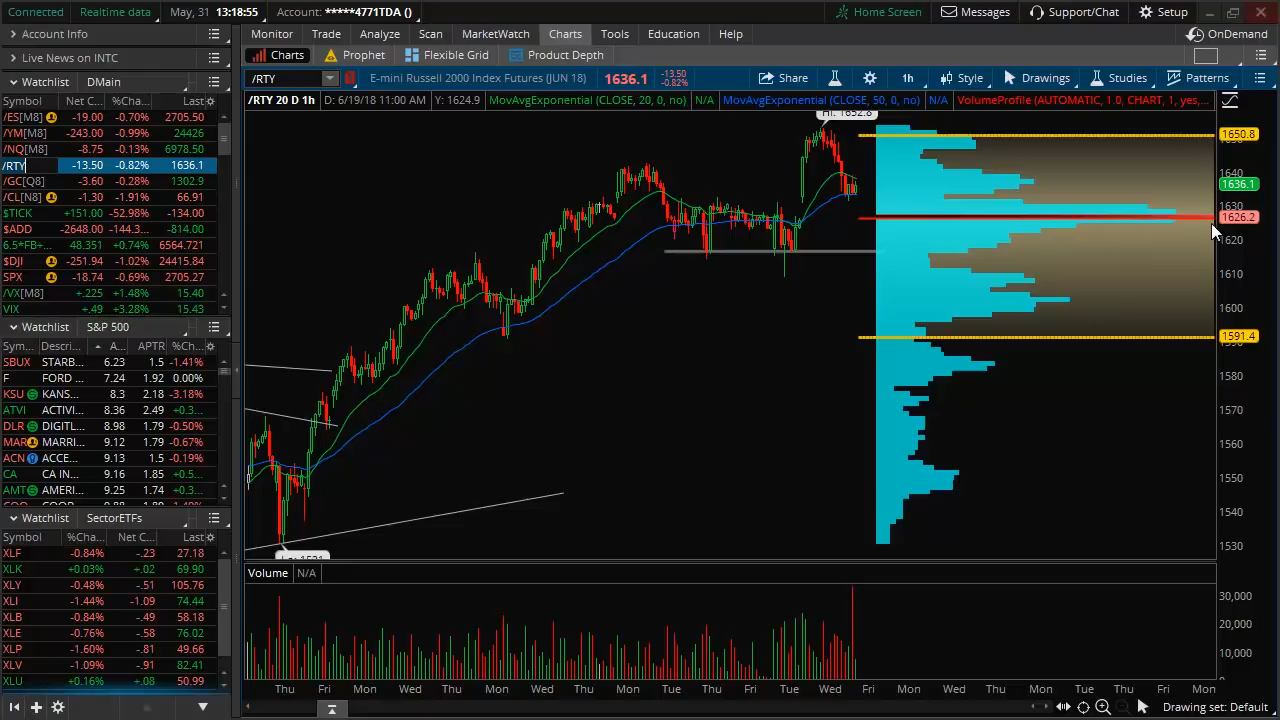 Connected Realtime data May, 31 13:18:55 Account: *****4771TDA () Home Screen Messages Support/Chat Setup
Account Info
Monitor Trade Analyze Scan MarketWatch Charts Tools Education Help OnDemand
Live News on INTC
Charts Prophet Flexible Grid Product Depth
Watchlist DMain
/RTY E-mini Russell 2000 Index Futures (JUN 18) 1636.1 -13.50 -0.82% Share 1h Style Drawings Studies Patterns
Symbol Net C... %Cha... Last
/RTY 20 D 1h D: 6/19/18 11:00 AM Y: 1624.9 MovAvgExponential (CLOSE, 20, 0, no) N/A MovAvgExponential (CLOSE, 50, 0, no) N/A VolumeProfile (AUTOMATIC, 1.0, CHART, 1, yes,...
/ES[M8] -19.00 -0.70% 2705.50
/YM[M8] -243.00 -0.99% 24426
/NQ[M8] -8.75 -0.13% 6978.50
/RTY -13.50 -0.82% 1636.1
/GC[Q8] -3.60 -0.28% 1302.9
/CL[N8] -1.30 -1.91% 66.91
$TICK +151.00 -52.98% -134.00
$ADD -2648.00 -144.3... -814.00
6.5*FB+... 48.351 +0.74% 6564.721
$DJI -251.94 -1.02% 24415.84
SPX -18.74 -0.69% 2705.27
/VX[M8] +.225 +1.48% 15.40
VIX +.49 +3.28% 15.43
Hi: 1652.8
1650.8
1640
1636.1
1630
1626.2
1620
1610
1600
1591.4
1580
1570
1560
1550
1540
1530
Watchlist S&P 500
Sym... Descri... A... APTR %Ch...
SBUX STARB... 6.23 1.5 -1.41%
F FORD ... 7.24 1.92 0.00%
KSU KANS... 8.3 2.18 -3.18%
ATVI ACTIVI... 8.36 2.49 +0.3...
DLR DIGITL... 8.98 1.79 -0.50%
MAR MARRI... 9.12 1.79 -0.67%
ACN ACCE... 9.13 1.5 -0.19%
CA CA IN... 9.16 1.85 +0.5...
AMT AMERI... 9.25 1.74 +0.3...
Watchlist SectorETFs
Symbol %Cha... Net C... Last
XLF -0.84% -.23 27.18
XLK +0.03% +.02 69.90
XLY -0.48% -.51 105.76
XLI -1.44% -1.09 74.44
XLB -0.84% -.49 58.18
XLE -0.76% -.58 76.02
XLP -1.60% -.81 49.66
XLV -1.09% -.91 82.41
XLU +0.16% +.08 50.99
Volume N/A
30,000
20,000
10,000
0
Thu Fri Mon Wed Thu Fri Mon Wed Mon Tue Thu Fri Tue Wed Fri Mon Wed Thu Mon Tue Thu Fri Mon
Drawing set: Default